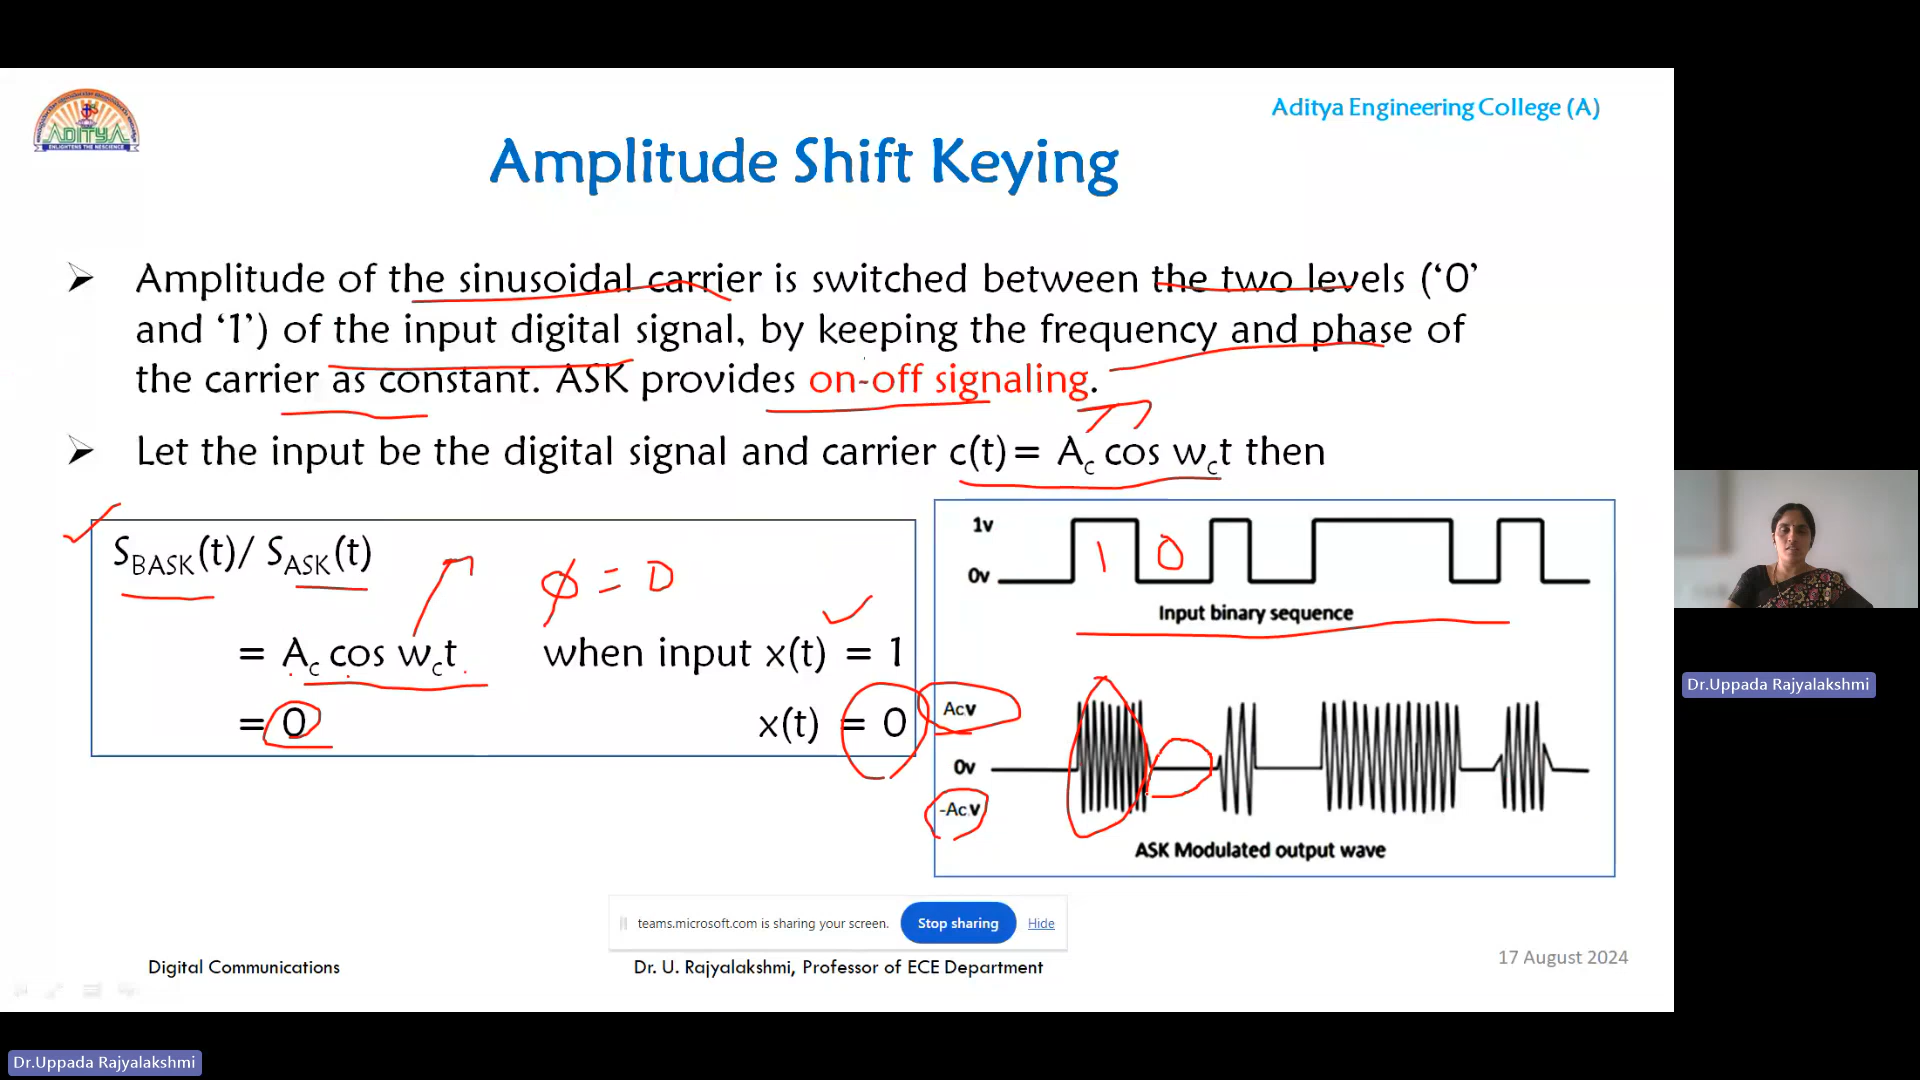 Aditya Engineering College (A)
ADITYA
ENLIGHTENS THE NESCIENCE
Amplitude Shift Keying
➢ Amplitude of the sinusoidal carrier is switched between the two levels (‘0’
and ‘1’) of the input digital signal, by keeping the frequency and phase of
the carrier as constant. ASK provides on-off signaling.
➢ Let the input be the digital signal and carrier c(t)= Ac cos wct then
SBASK(t)/ SASK(t)
ϕ = 0
= Ac cos wct when input x(t) = 1
= 0 x(t) = 0
1v
1 0
0v
Input binary sequence
Acv
0v
-Acv
ASK Modulated output wave
teams.microsoft.com is sharing your screen. Stop sharing Hide
Digital Communications
Dr. U. Rajyalakshmi, Professor of ECE Department
17 August 2024
Dr.Uppada Rajyalakshmi
Dr.Uppada Rajyalakshmi